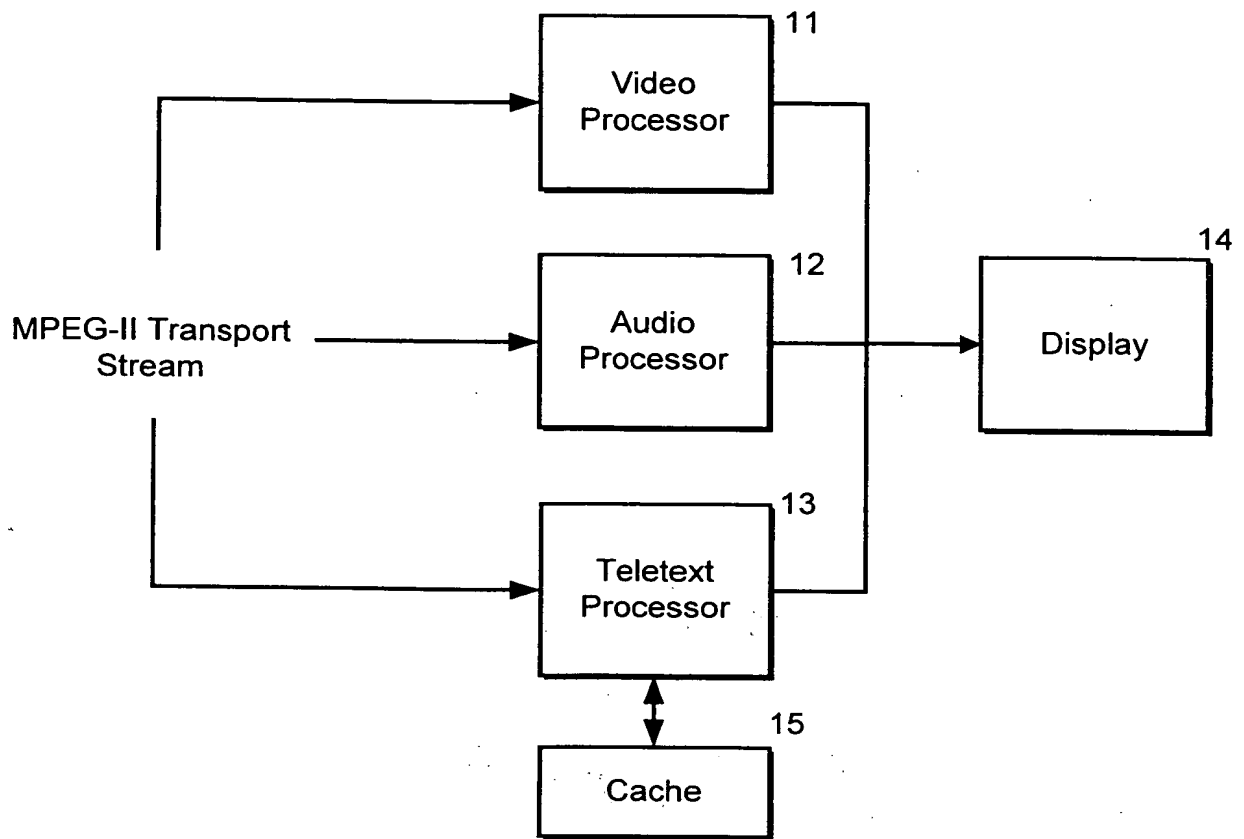 11
Video
Processor
12
14
MPEG-II Transport
Stream
Audio
Processor
Display
13
Teletext
Processor
15
Cache